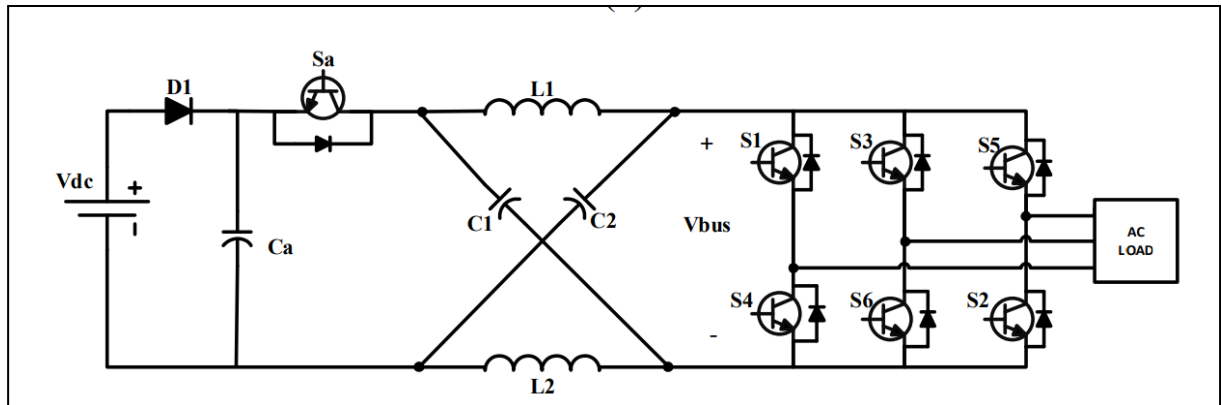 Sa
D1
L1
+
S1
S3
S5
Vdc
+
-
C1
C2
Vbus
Ca
AC
LOAD
S4
S6
S2
-
L2